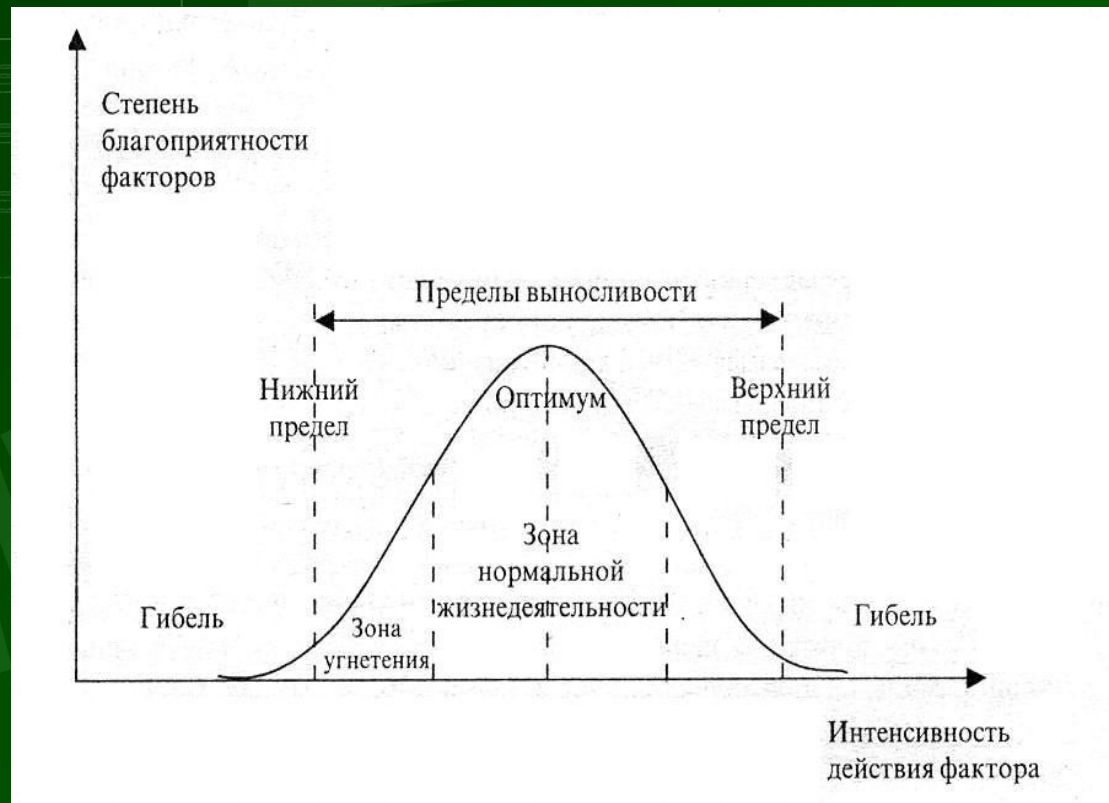 Степень
благоприятности
факторов
Пределы выносливости
Нижний
предел
Оптимум
Верхний
предел
Зона
нормальной
жизнедеятельности
Гибель
Зона
угнетения
Гибель
Интенсивность
действия фактора